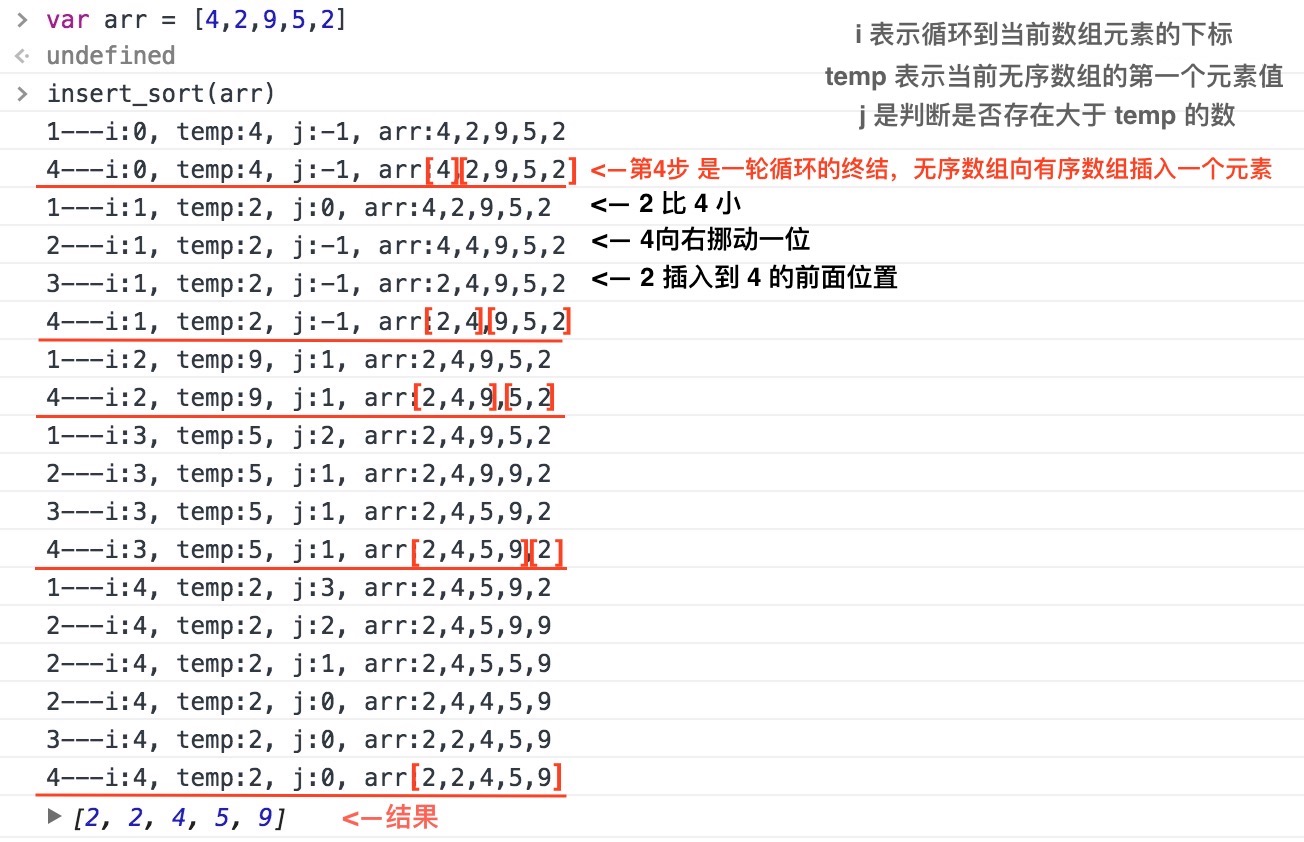 > var arr = [4,2,9,5,2]
i 表示循环到当前数组元素的下标
<· undefined
temp 表示当前无序数组的第一个元素值
> insert_sort(arr)
j 是判断是否存在大于 temp 的数
1---i:0, temp:4, j:-1, arr:4,2,9,5,2
4---i:0, temp:4, j:-1, arr[4][2,9,5,2] <—第4步 是一轮循环的终结，无序数组向有序数组插入一个元素
1---i:1, temp:2, j:0, arr:4,2,9,5,2 <— 2 比 4 小
2---i:1, temp:2, j:-1, arr:4,4,9,5,2 <— 4向右挪动一位
3---i:1, temp:2, j:-1, arr:2,4,9,5,2 <— 2 插入到 4 的前面位置
4---i:1, temp:2, j:-1, arr:[2,4],[9,5,2]
1---i:2, temp:9, j:1, arr:2,4,9,5,2
4---i:2, temp:9, j:1, arr:[2,4,9],[5,2]
1---i:3, temp:5, j:2, arr:2,4,9,5,2
2---i:3, temp:5, j:1, arr:2,4,9,9,2
3---i:3, temp:5, j:1, arr:2,4,5,9,2
4---i:3, temp:5, j:1, arr[2,4,5,9],[2]
1---i:4, temp:2, j:3, arr:2,4,5,9,2
2---i:4, temp:2, j:2, arr:2,4,5,9,9
2---i:4, temp:2, j:1, arr:2,4,5,5,9
2---i:4, temp:2, j:0, arr:2,4,4,5,9
3---i:4, temp:2, j:0, arr:2,2,4,5,9
4---i:4, temp:2, j:0, arr[2,2,4,5,9]
▶ [2, 2, 4, 5, 9] <—结果